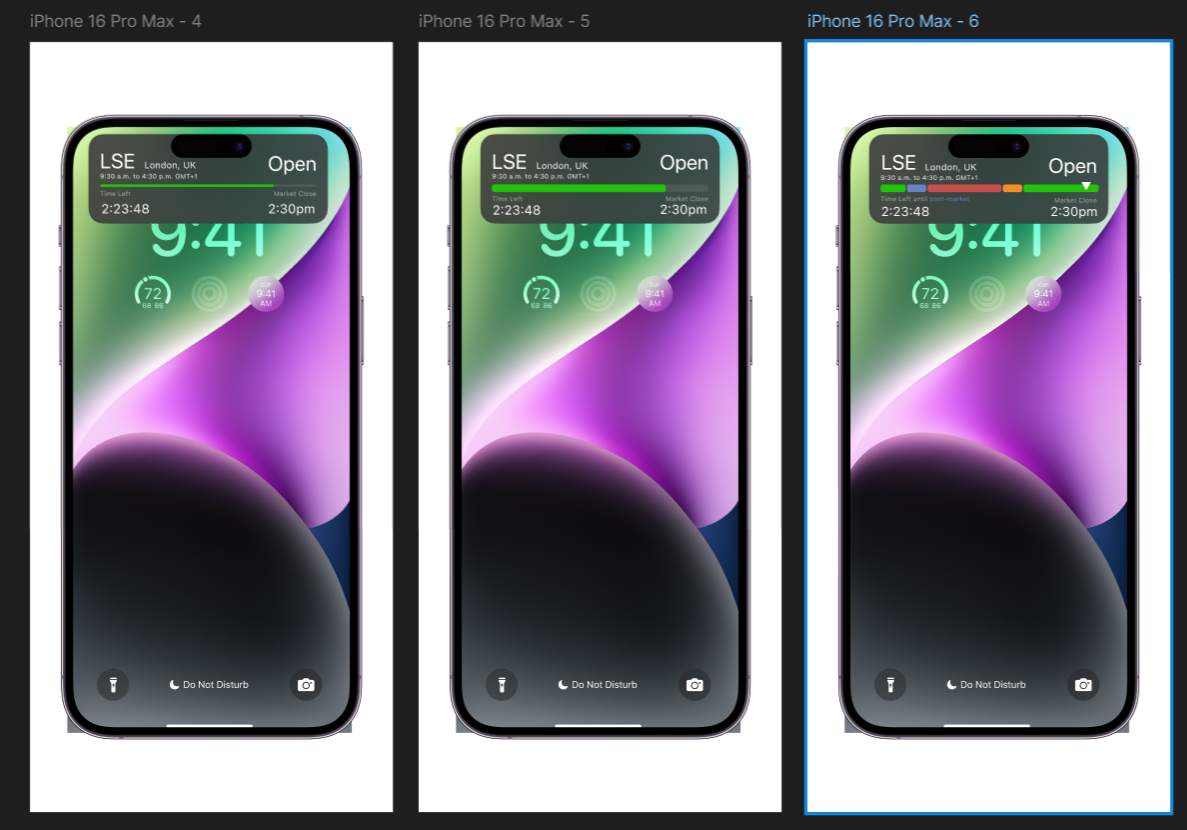 iPhone 16 Pro Max - 4
LSE London, UK
Open
9:30 a.m. to 4:30 p.m. GMT+1
Time Left
Market Close
2:23:48
2:30pm
9:41
72
68 86
CUP
9:41
AM
Do Not Disturb
iPhone 16 Pro Max - 5
LSE London, UK
Open
9:30 a.m. to 4:30 p.m. GMT+1
Time Left
Market Close
2:23:48
2:30pm
9:41
72
68 86
CUP
9:41
AM
Do Not Disturb
iPhone 16 Pro Max - 6
LSE London, UK
Open
9:30 a.m. to 4:30 p.m. GMT+1
Time Left until post-market
Market Close
2:23:48
2:30pm
9:41
72
68 86
CUP
9:41
AM
Do Not Disturb